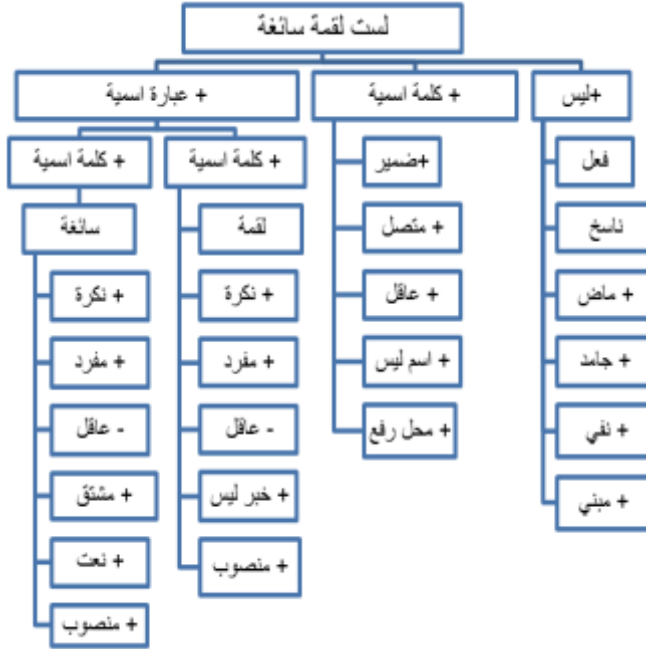 لست لقمة سائغة
+ليس
+ كلمة اسمية
+ عبارة اسمية
فعل
ناسخ
+ ماض
+ جامد
+ نفي
+ مبني
+ضمير
+ متصل
+ عاقل
+ اسم ليس
+ محل رفع
+ كلمة اسمية
لقمة
+ نكرة
+ مفرد
- عاقل
+ خبر ليس
+ منصوب
+ كلمة اسمية
سائغة
+ نكرة
+ مفرد
- عاقل
+ مشتق
+ نعت
+ منصوب